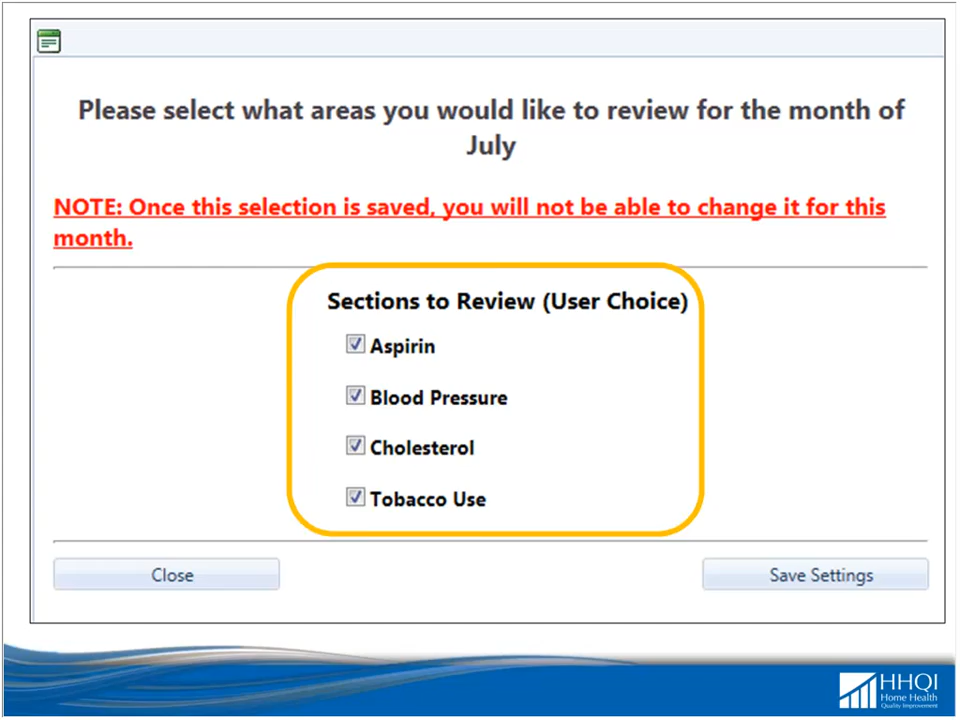 Please select what areas you would like to review for the month of
July
NOTE: Once this selection is saved, you will not be able to change it for this
month.
Sections to Review (User Choice)
Aspirin
Blood Pressure
Cholesterol
Tobacco Use
Close
Save Settings
HHQI
Home Health
Quality Improvement